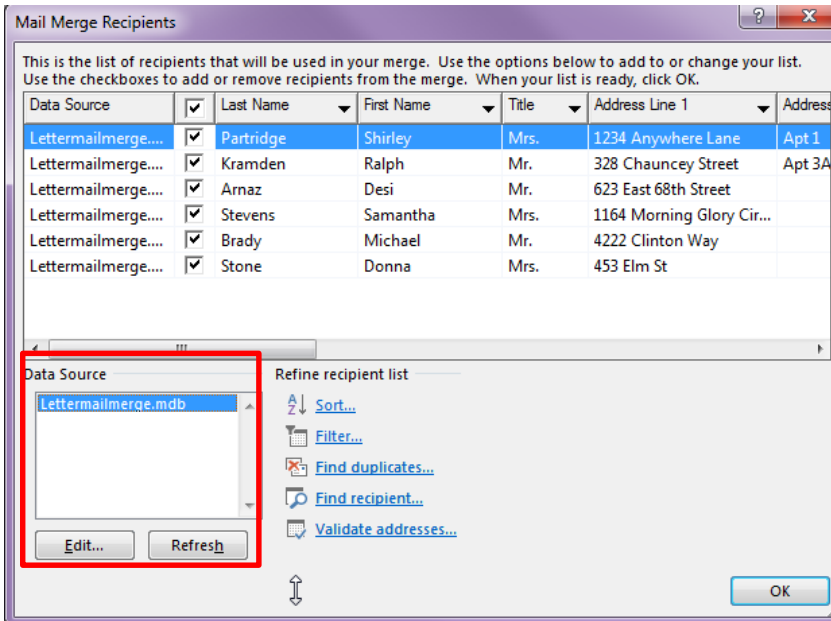 Mail Merge Recipients
This is the list of recipients that will be used in your merge. Use the options below to add to or change your list.
Use the checkboxes to add or remove recipients from the merge. When your list is ready, click OK.
Data Source Last Name First Name Title Address Line 1 Address
Lettermailmerge.... Partridge Shirley Mrs. 1234 Anywhere Lane Apt 1
Lettermailmerge.... Kramden Ralph Mr. 328 Chauncey Street Apt 3A
Lettermailmerge.... Arnaz Desi Mr. 623 East 68th Street
Lettermailmerge.... Stevens Samantha Mrs. 1164 Morning Glory Cir...
Lettermailmerge.... Brady Michael Mr. 4222 Clinton Way
Lettermailmerge.... Stone Donna Mrs. 453 Elm St
Data Source Refine recipient list
Lettermailmerge.mdb
Sort...
Filter...
Find duplicates...
Find recipient...
Validate addresses...
Edit... Refresh
OK